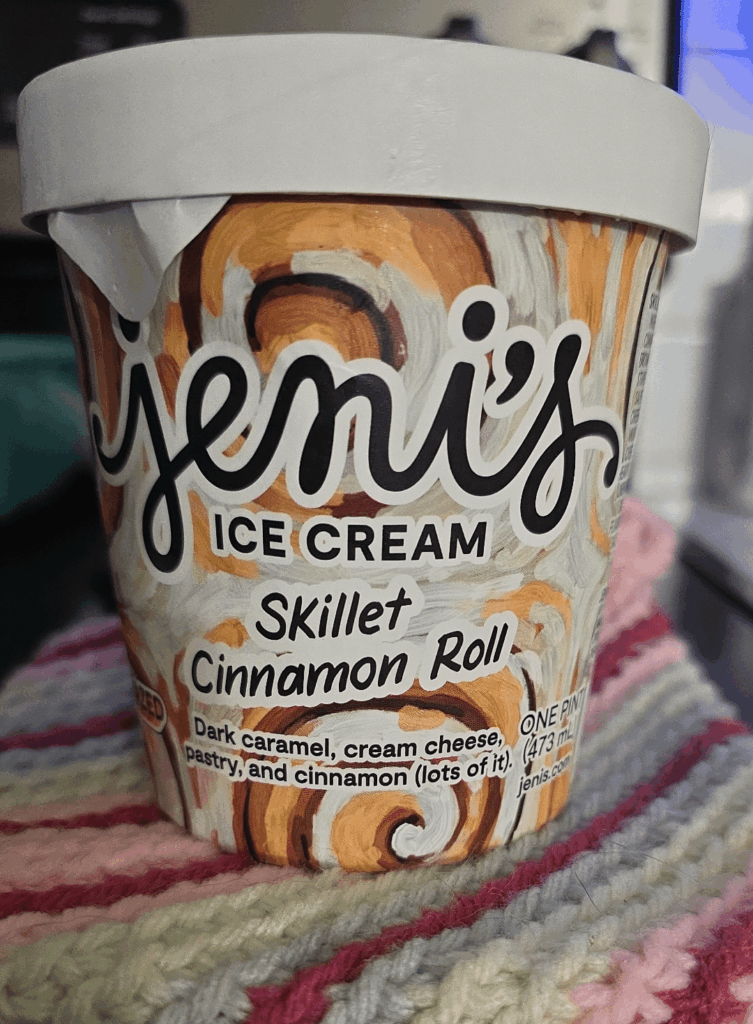 jeni's
ICE CREAM
Skillet
Cinnamon Roll
Dark caramel, cream cheese,
pastry, and cinnamon (lots of it).
ONE PINT
(473 mL)
jenis.com